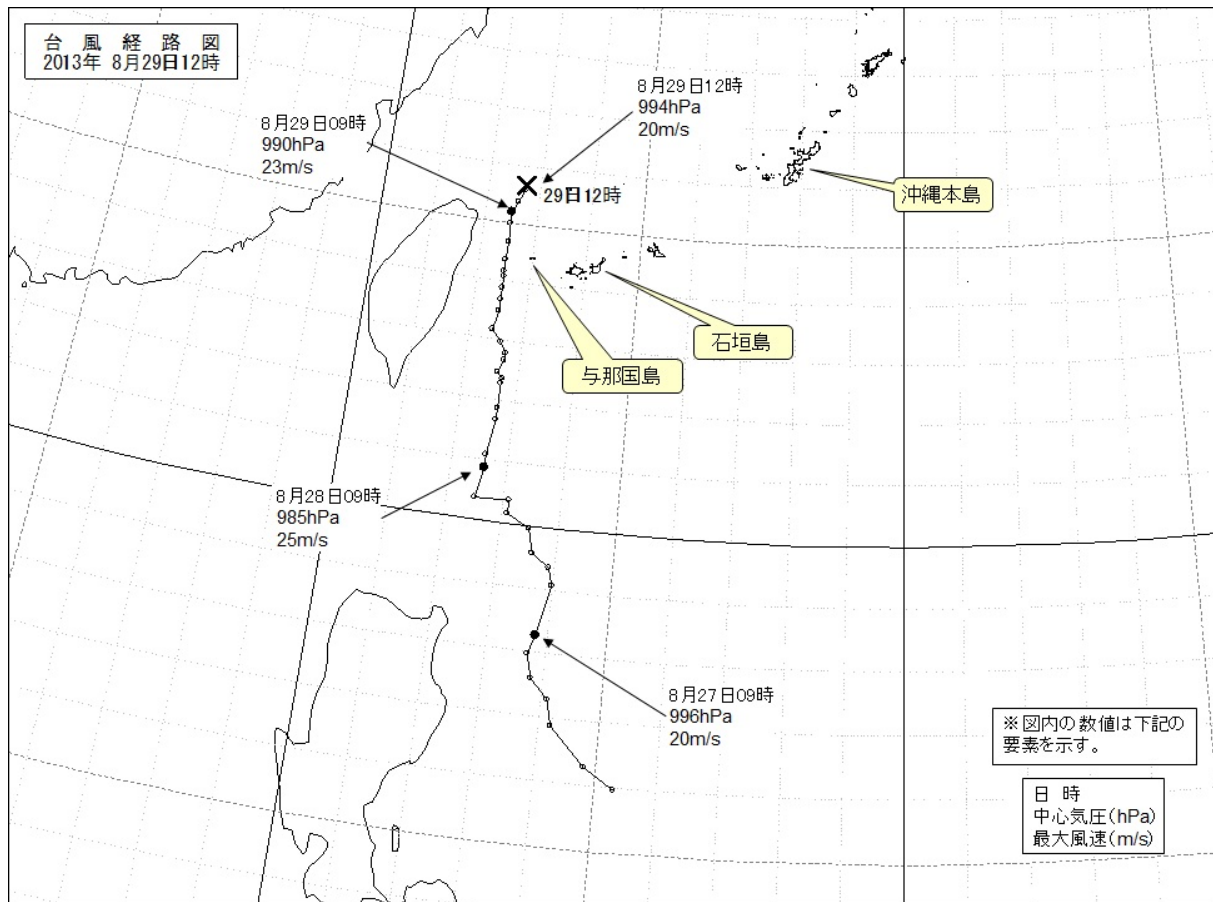 台 風 経 路 図
2013年 8月29日12時
8月29日12時
994hPa
20m/s
8月29日09時
990hPa
23m/s
29日12時
沖縄本島
石垣島
与那国島
8月28日09時
985hPa
25m/s
8月27日09時
996hPa
20m/s
※図内の数値は下記の
要素を示す。
日 時
中心気圧(hPa)
最大風速(m/s)